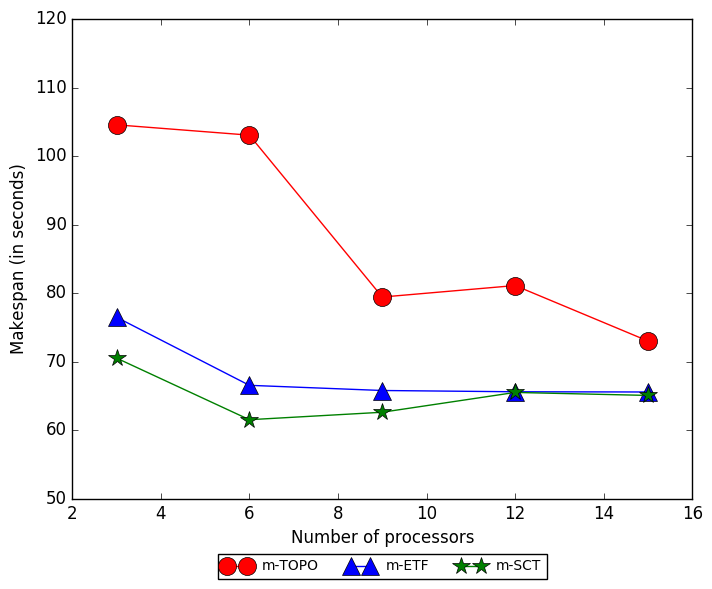 120
110
100
90
80
70
60
50
Makespan (in seconds)
2 4 6 8 10 12 14 16
Number of processors
m-TOPO m-ETF m-SCT